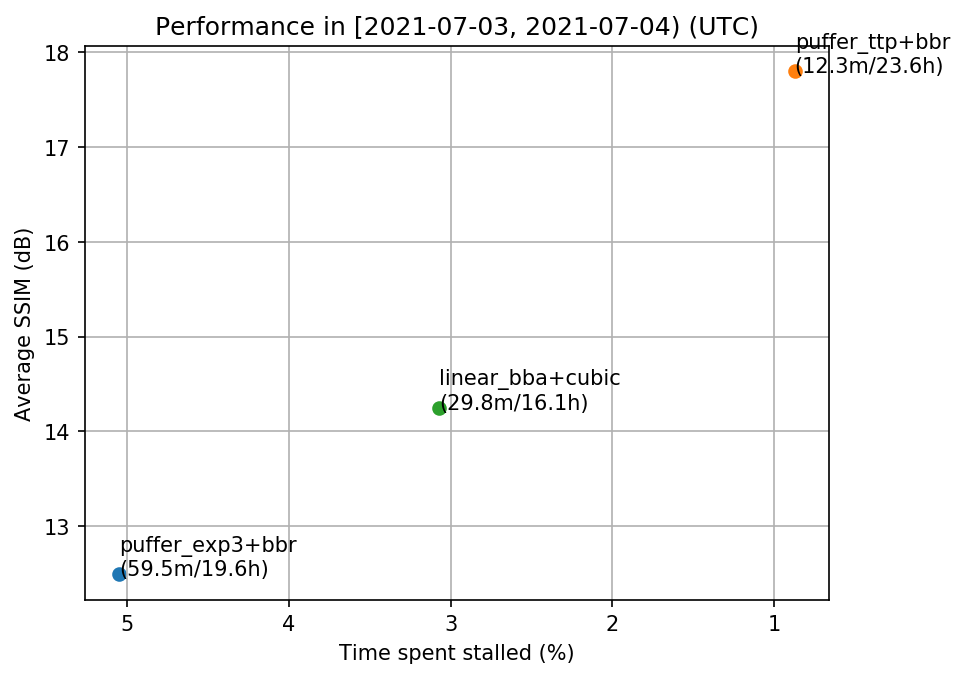 Performance in [2021-07-03, 2021-07-04) (UTC)
puffer_ttp+bbr
(12.3m/23.6h)
18
17
16
15
14
13
Average SSIM (dB)
linear_bba+cubic
(29.8m/16.1h)
puffer_exp3+bbr
(59.5m/19.6h)
5
4
3
2
1
Time spent stalled (%)